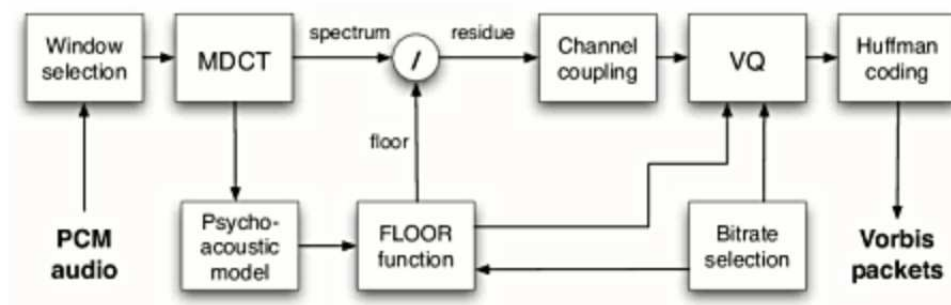 Window
selection
MDCT
spectrum
/
residue
Channel
coupling
VQ
Huffman
coding
floor
PCM
audio
Psycho-
acoustic
model
FLOOR
function
Bitrate
selection
Vorbis
packets